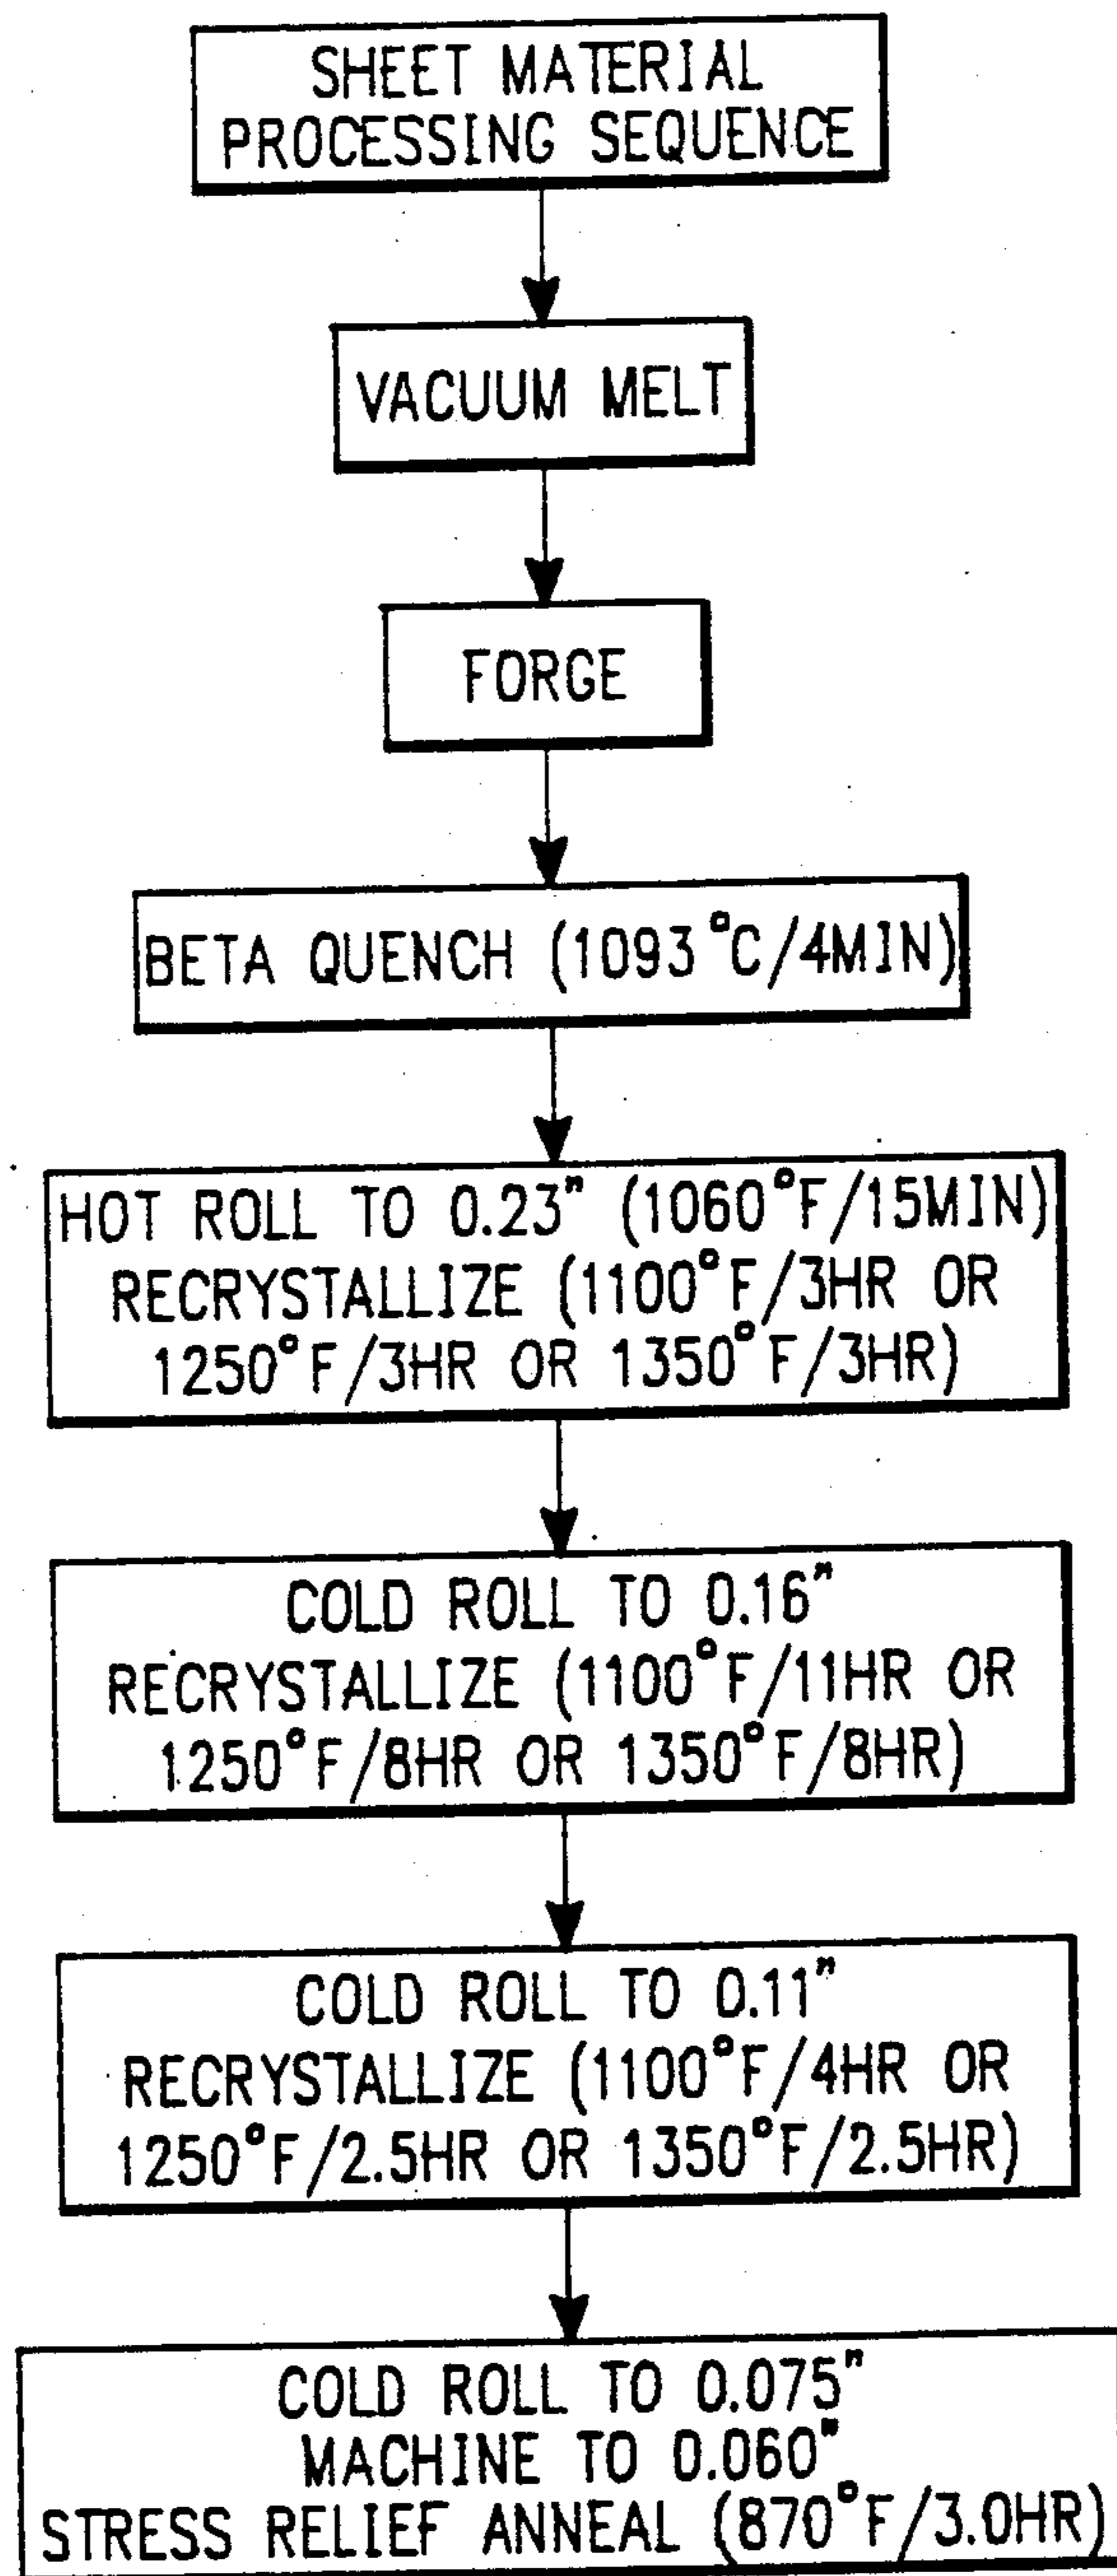 SHEET MATERIAL
PROCESSING SEQUENCE
VACUUM MELT
FORGE
BETA QUENCH (1093°C/4MIN)
HOT ROLL TO 0.23" (1060°F/15MIN)
RECRYSTALLIZE (1100°F/3HR OR
1250°F/3HR OR 1350°F/3HR)
COLD ROLL TO 0.16"
RECRYSTALLIZE (1100°F/11HR OR
1250°F/8HR OR 1350°F/8HR)
COLD ROLL TO 0.11"
RECRYSTALLIZE (1100°F/4HR OR
1250°F/2.5HR OR 1350°F/2.5HR)
COLD ROLL TO 0.075"
MACHINE TO 0.060"
STRESS RELIEF ANNEAL (870°F/3.0HR)